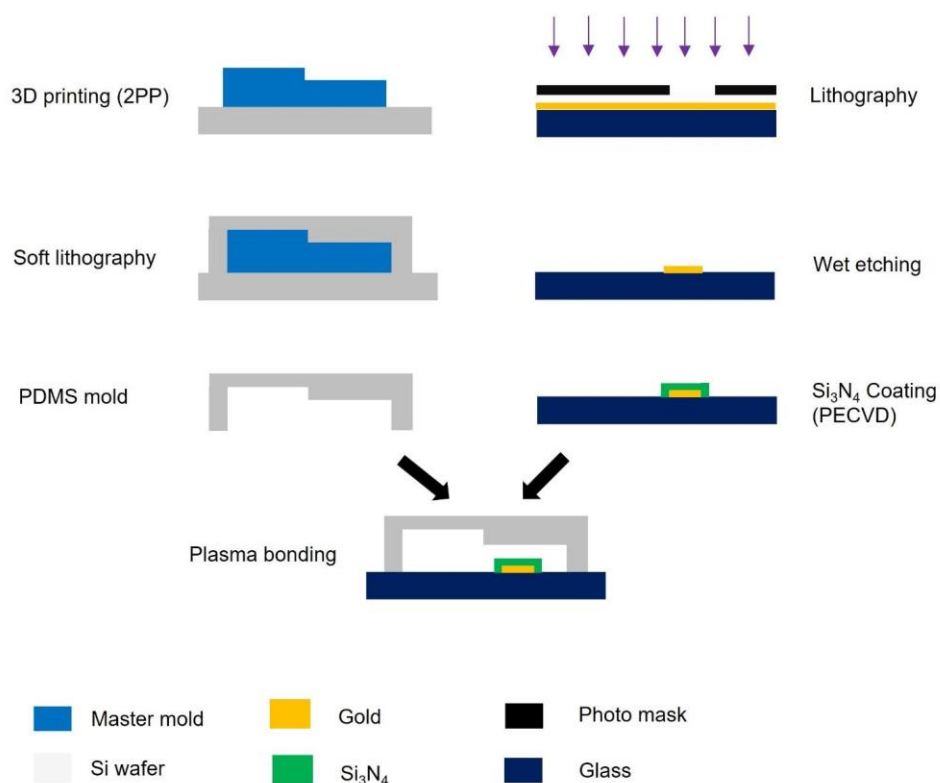 3D printing (2PP)
Lithography
Soft lithography
Wet etching
PDMS mold
Si₃N₄ Coating
(PECVD)
Plasma bonding
Master mold
Gold
Photo mask
Si wafer
Si₃N₄
Glass